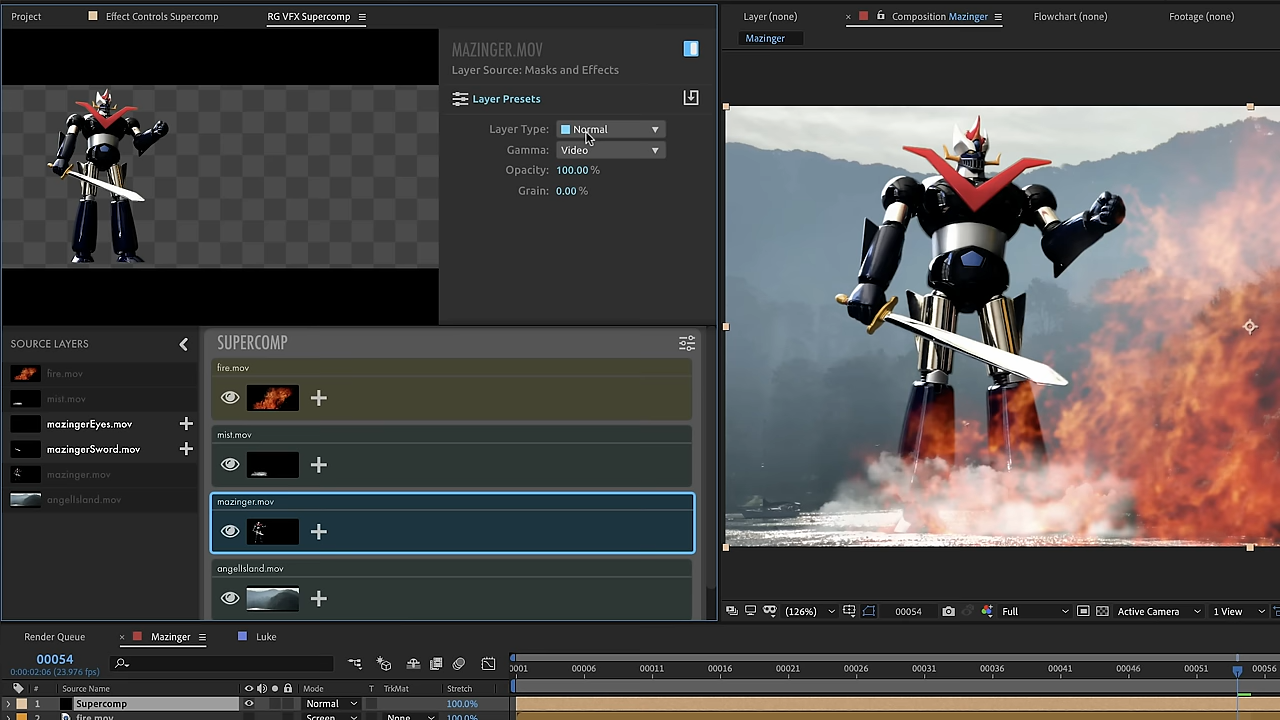 Project
Effect Controls Supercomp
RG VFX Supercomp
MAZINGER.MOV
Layer Source: Masks and Effects
Layer Presets
Layer Type: Normal
Gamma: Video
Opacity: 100.00 %
Grain: 0.00 %
Layer (none)
Composition Mazinger
Flowchart (none)
Footage (none)
Mazinger
SOURCE LAYERS
fire.mov
mist.mov
mazingerEyes.mov
mazingerSword.mov
mazinger.mov
angelIsland.mov
SUPERCOMP
fire.mov
mist.mov
mazinger.mov
angelIsland.mov
(126%)
00054
Full
Active Camera
1 View
Render Queue
Mazinger
Luke
00054
0:00:02:06 (23.976 fps)
0001 00006 00011 00016 00021 00026 00031 00036 00041 00046 00051 00056
# Source Name Mode T TrkMat Stretch
1 Supercomp Normal 100.0%
2 fire.mov Screen None 100.0%